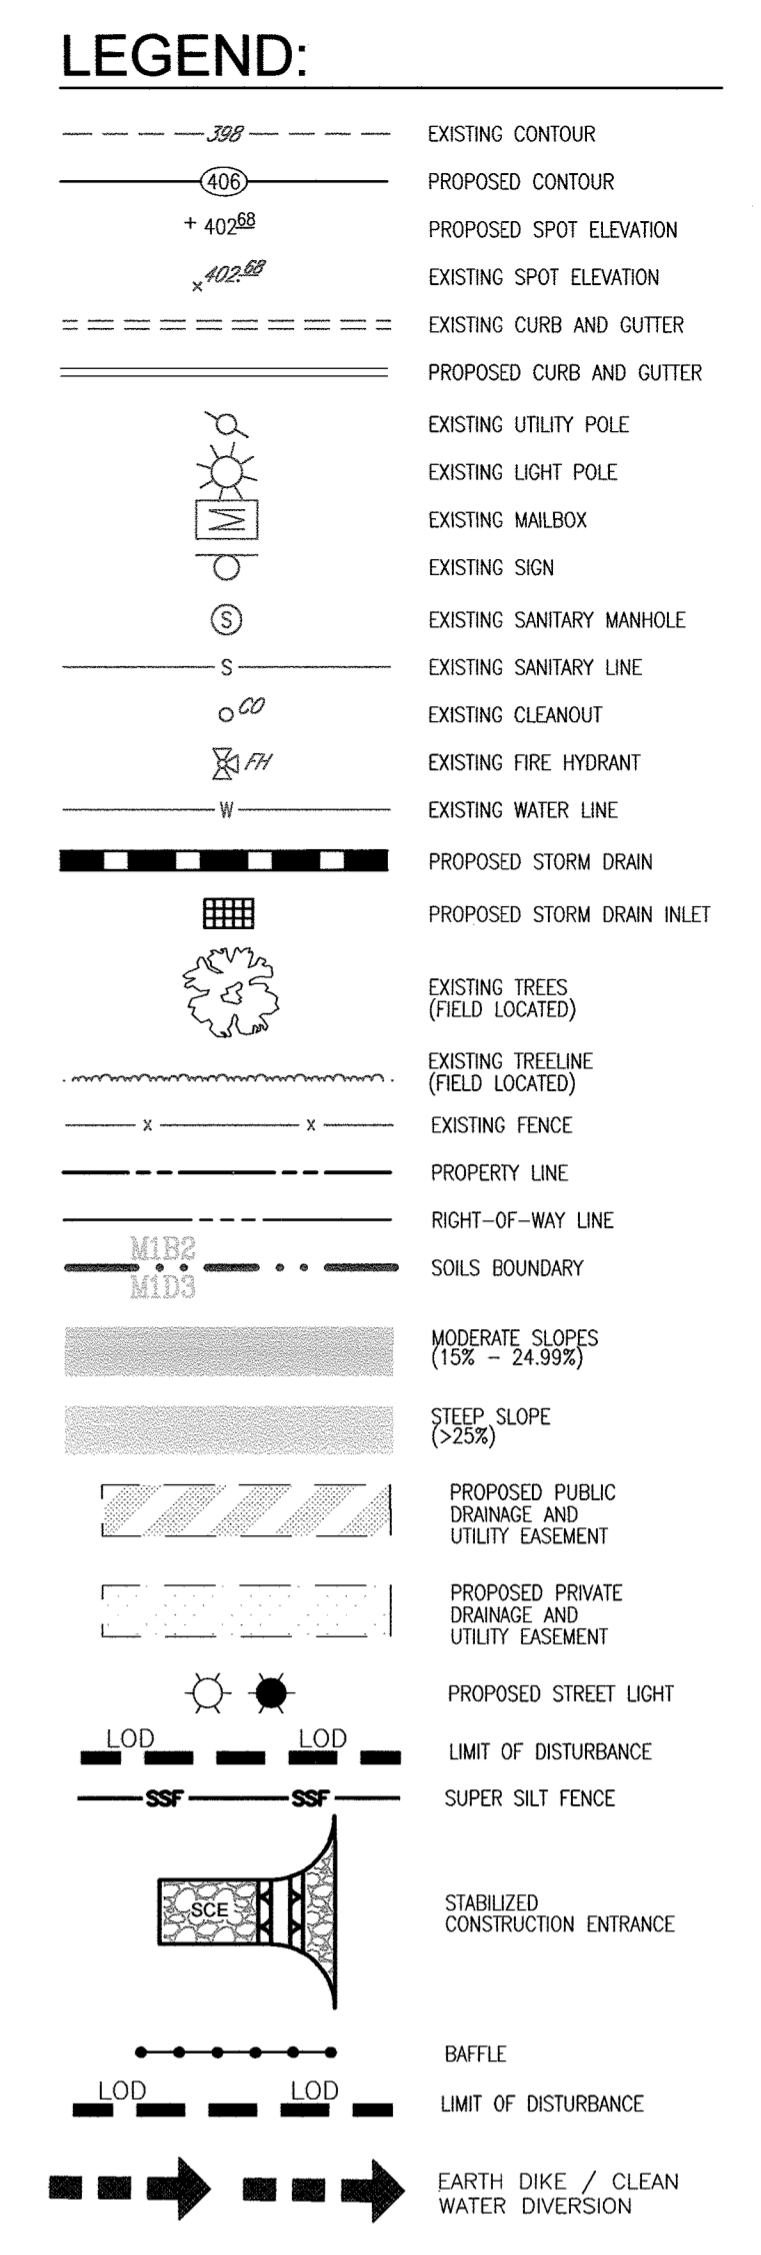 LEGEND:
398 EXISTING CONTOUR
406 PROPOSED CONTOUR
+ 402 68 PROPOSED SPOT ELEVATION
x 402.68 EXISTING SPOT ELEVATION
EXISTING CURB AND GUTTER
PROPOSED CURB AND GUTTER
EXISTING UTILITY POLE
EXISTING LIGHT POLE
M EXISTING MAILBOX
EXISTING SIGN
S EXISTING SANITARY MANHOLE
S EXISTING SANITARY LINE
CO EXISTING CLEANOUT
FH EXISTING FIRE HYDRANT
W EXISTING WATER LINE
PROPOSED STORM DRAIN
PROPOSED STORM DRAIN INLET
EXISTING TREES
(FIELD LOCATED)
EXISTING TREELINE
(FIELD LOCATED)
x x EXISTING FENCE
PROPERTY LINE
RIGHT-OF-WAY LINE
M1B2
SOILS BOUNDARY
M1D3
MODERATE SLOPES
(15% - 24.99%)
STEEP SLOPE
(>25%)
PROPOSED PUBLIC
DRAINAGE AND
UTILITY EASEMENT
PROPOSED PRIVATE
DRAINAGE AND
UTILITY EASEMENT
PROPOSED STREET LIGHT
LOD LOD
LIMIT OF DISTURBANCE
SSF SSF SUPER SILT FENCE
SCE
STABILIZED
CONSTRUCTION ENTRANCE
BAFFLE
LOD LOD
LIMIT OF DISTURBANCE
EARTH DIKE / CLEAN
WATER DIVERSION